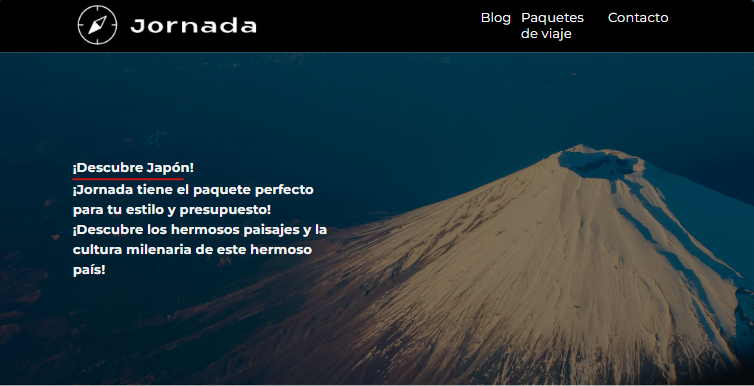 Jornada
Blog
Paquetes
de viaje
Contacto
¡Descubre Japón!
¡Jornada tiene el paquete perfecto
para tu estilo y presupuesto!
¡Descubre los hermosos paisajes y la
cultura milenaria de este hermoso
país!